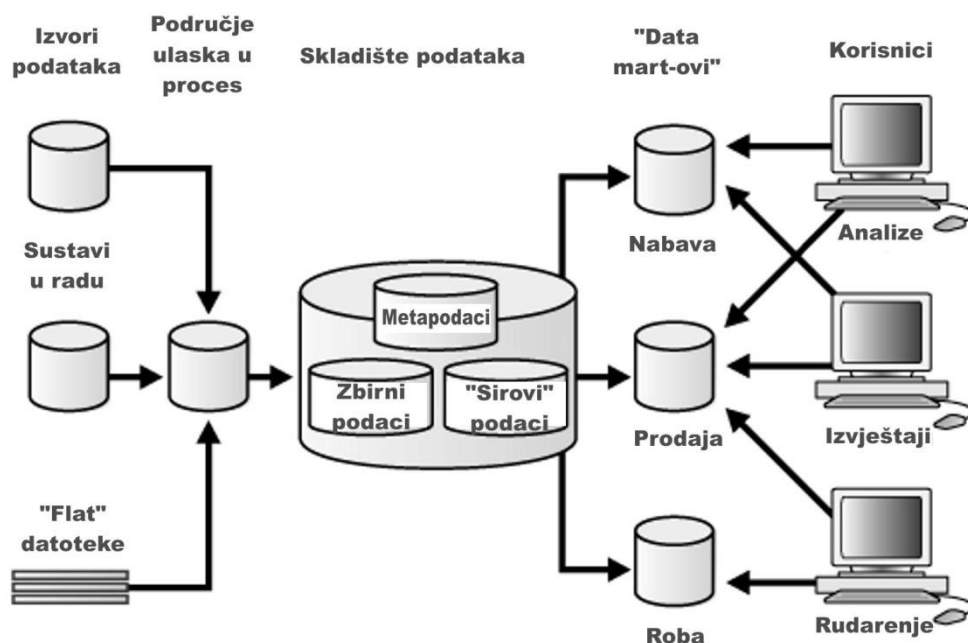 Izvori
podataka
Područje
ulaska u
proces
Skladište podataka
"Data
mart-ovi"
Korisnici
Sustavi
u radu
"Flat"
datoteke
Metapodaci
Zbirni
podaci
"Sirovi"
podaci
Nabava
Prodaja
Roba
Analize
Izvještaji
Rudarenje